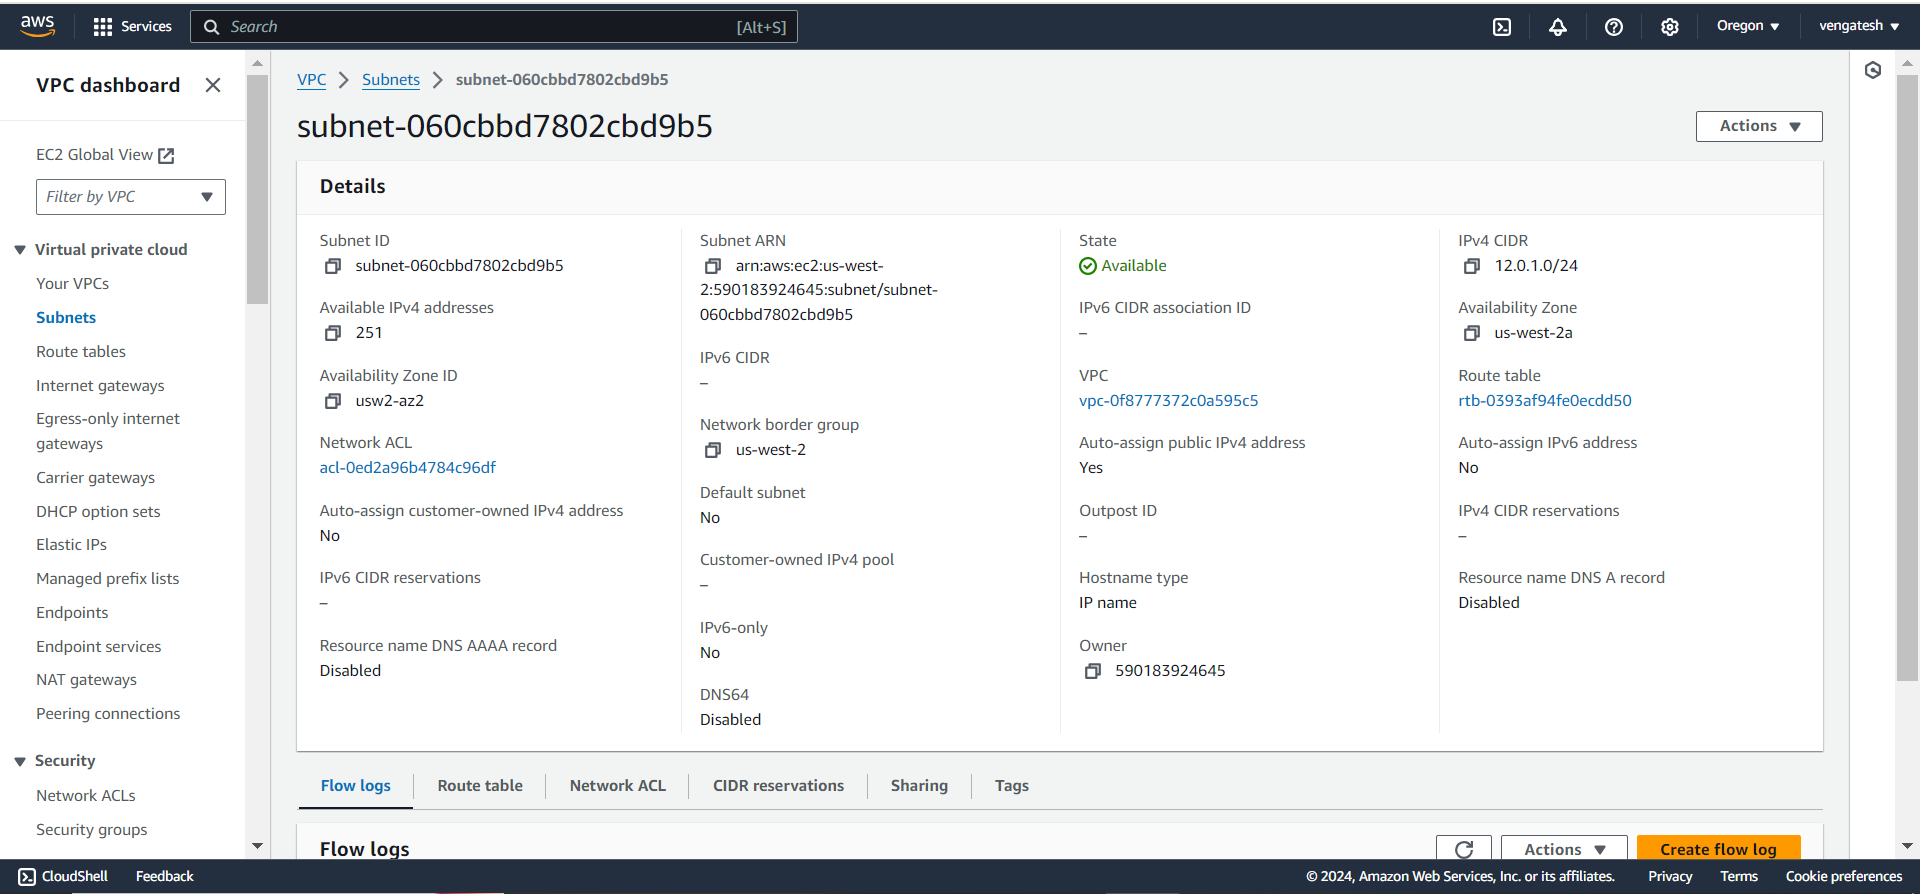 aws
Services
Search
[Alt+S]
Oregon ▼
vengatesh ▼
VPC dashboard
EC2 Global View
Filter by VPC
Virtual private cloud
Your VPCs
Subnets
Route tables
Internet gateways
Egress-only internet
gateways
Carrier gateways
DHCP option sets
Elastic IPs
Managed prefix lists
Endpoints
Endpoint services
NAT gateways
Peering connections
Security
Network ACLs
Security groups
VPC
Subnets
subnet-060cbbd7802cbd9b5
subnet-060cbbd7802cbd9b5
Actions ▼
Details
Subnet ID
subnet-060cbbd7802cbd9b5
Available IPv4 addresses
251
Availability Zone ID
usw2-az2
Network ACL
acl-0ed2a96b4784c96df
Auto-assign customer-owned IPv4 address
No
IPv6 CIDR reservations
–
Resource name DNS AAAA record
Disabled
Subnet ARN
arn:aws:ec2:us-west-
2:590183924645:subnet/subnet-
060cbbd7802cbd9b5
IPv6 CIDR
–
Network border group
us-west-2
Default subnet
No
Customer-owned IPv4 pool
–
IPv6-only
No
DNS64
Disabled
State
Available
IPv6 CIDR association ID
–
VPC
vpc-0f8777372c0a595c5
Auto-assign public IPv4 address
Yes
Outpost ID
–
Hostname type
IP name
Owner
590183924645
IPv4 CIDR
12.0.1.0/24
Availability Zone
us-west-2a
Route table
rtb-0393af94fe0ecdd50
Auto-assign IPv6 address
No
IPv4 CIDR reservations
–
Resource name DNS A record
Disabled
Flow logs
Route table
Network ACL
CIDR reservations
Sharing
Tags
Flow logs
Actions ▼
Create flow log
CloudShell
Feedback
© 2024, Amazon Web Services, Inc. or its affiliates.
Privacy
Terms
Cookie preferences